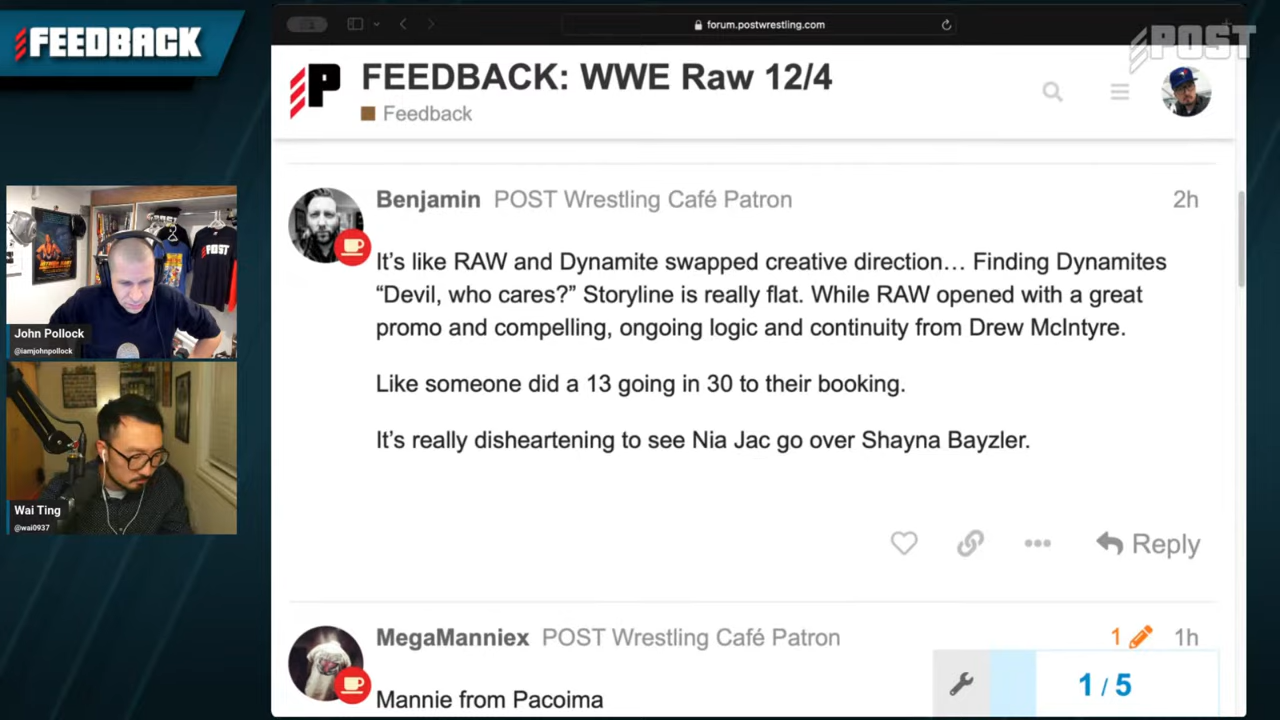 FEEDBACK
forum.postwrestling.com
POST
P
FEEDBACK: WWE Raw 12/4
Feedback
Benjamin POST Wrestling Café Patron 2h
It’s like RAW and Dynamite swapped creative direction… Finding Dynamites
“Devil, who cares?” Storyline is really flat. While RAW opened with a great
promo and compelling, ongoing logic and continuity from Drew McIntyre.
Like someone did a 13 going in 30 to their booking.
It’s really disheartening to see Nia Jac go over Shayna Bayzler.
Reply
MegaManniex POST Wrestling Café Patron 1 1h
Mannie from Pacoima
1 / 5
POST
John Pollock
@iamjohnpollock
Wai Ting
@wai0937